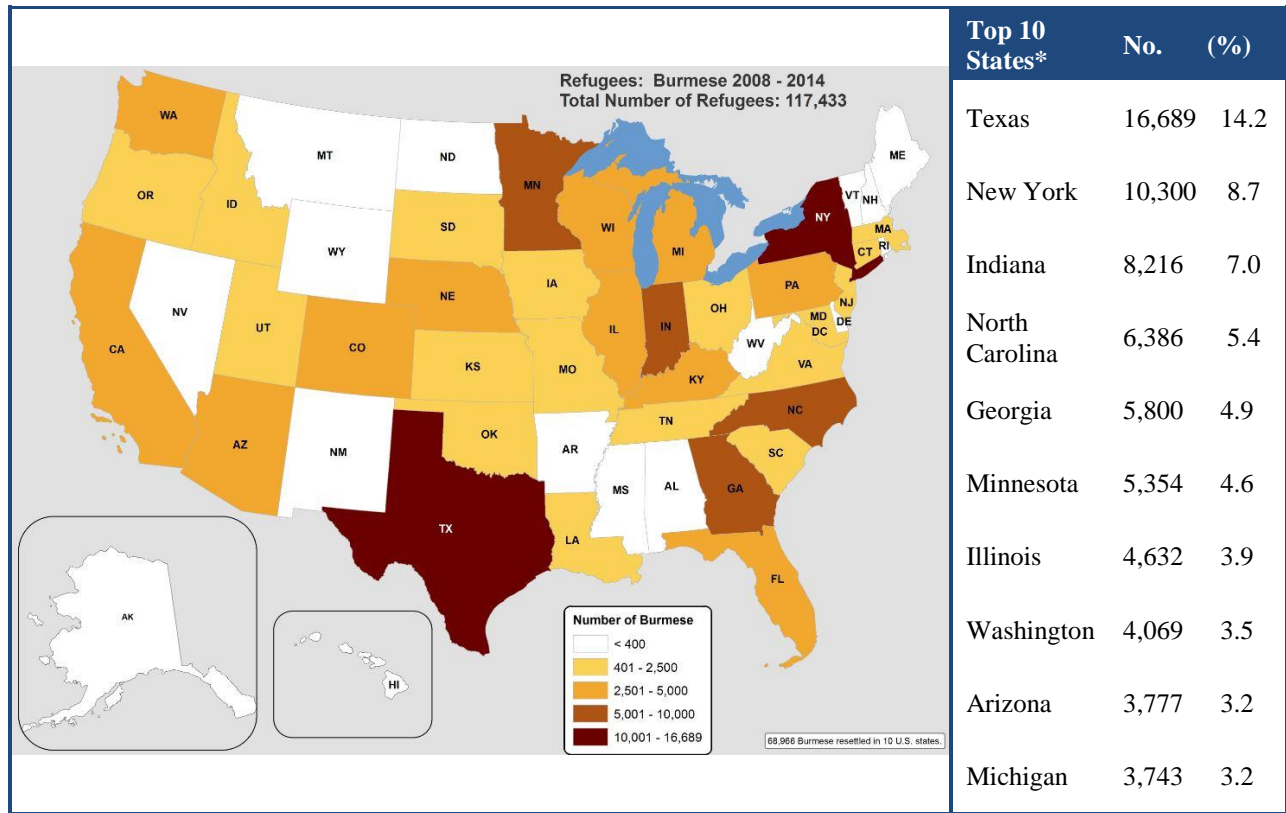 Refugees: Burmese 2008 - 2014
Total Number of Refugees: 117,433
WA
MT
ND
ME
OR
ID
MN
VT
NH
NY
SD
WI
MI
MA
WY
CT
RI
IA
NE
PA
NV
OH
NJ
UT
IL
IN
MD
DE
DC
CA
CO
WV
VA
KS
MO
KY
NC
TN
AZ
OK
NM
AR
SC
MS
AL
GA
TX
LA
FL
AK
HI
Number of Burmese
< 400
401 - 2,500
2,501 - 5,000
5,001 - 10,000
10,001 - 16,689
68,966 Burmese resettled in 10 U.S. states.
Top 10
States* No. (%)
Texas 16,689 14.2
New York 10,300 8.7
Indiana 8,216 7.0
North
Carolina 6,386 5.4
Georgia 5,800 4.9
Minnesota 5,354 4.6
Illinois 4,632 3.9
Washington 4,069 3.5
Arizona 3,777 3.2
Michigan 3,743 3.2